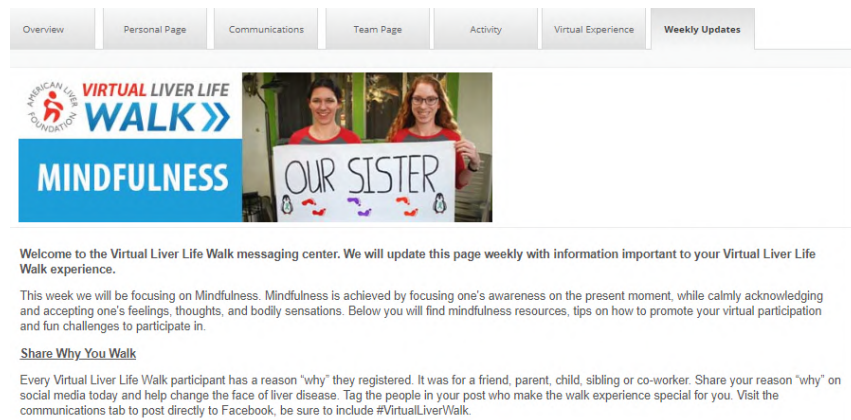 Overview
Personal Page
Communications
Team Page
Activity
Virtual Experience
Weekly Updates
AMERICAN LIVER FOUNDATION
VIRTUAL LIVER LIFE
WALK
MINDFULNESS
OUR SISTER
Welcome to the Virtual Liver Life Walk messaging center. We will update this page weekly with information important to your Virtual Liver Life
Walk experience.
This week we will be focusing on Mindfulness. Mindfulness is achieved by focusing one's awareness on the present moment, while calmly acknowledging
and accepting one's feelings, thoughts, and bodily sensations. Below you will find mindfulness resources, tips on how to promote your virtual participation
and fun challenges to participate in.
Share Why You Walk
Every Virtual Liver Life Walk participant has a reason “why” they registered. It was for a friend, parent, child, sibling or co-worker. Share your reason “why” on
social media today and help change the face of liver disease. Tag the people in your post who make the walk experience special for you. Visit the
communications tab to post directly to Facebook, be sure to include #VirtualLiverWalk.